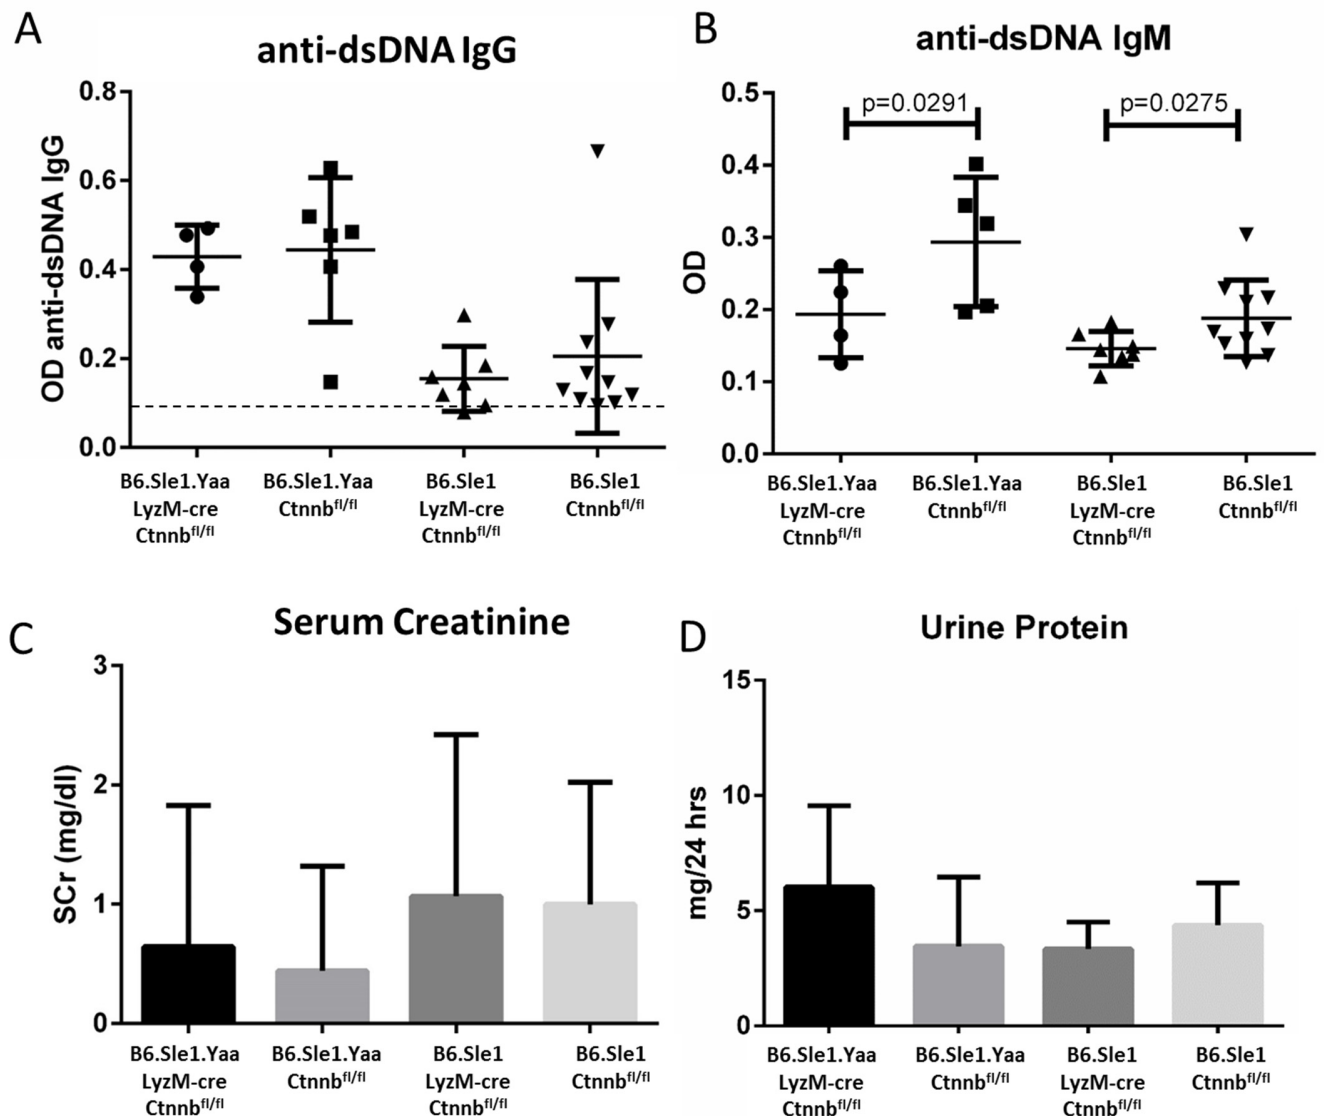 A
anti-dsDNA IgG
OD anti-dsDNA IgG
0.8
0.6
0.4
0.2
0.0
B6.Sle1.Yaa
LyzM-cre
Ctnnbfl/fl
B6.Sle1.Yaa
Ctnnbfl/fl
B6.Sle1
LyzM-cre
Ctnnbfl/fl
B6.Sle1
Ctnnbfl/fl
B
anti-dsDNA IgM
OD
0.5
0.4
0.3
0.2
0.1
0.0
p=0.0291
p=0.0275
B6.Sle1.Yaa
LyzM-cre
Ctnnbfl/fl
B6.Sle1.Yaa
Ctnnbfl/fl
B6.Sle1
LyzM-cre
Ctnnbfl/fl
B6.Sle1
Ctnnbfl/fl
C
Serum Creatinine
SCr (mg/dl)
3
2
1
0
B6.Sle1.Yaa
LyzM-cre
Ctnnbfl/fl
B6.Sle1.Yaa
Ctnnbfl/fl
B6.Sle1
LyzM-cre
Ctnnbfl/fl
B6.Sle1
Ctnnbfl/fl
D
Urine Protein
mg/24 hrs
15
10
5
0
B6.Sle1.Yaa
LyzM-cre
Ctnnbfl/fl
B6.Sle1.Yaa
Ctnnbfl/fl
B6.Sle1
LyzM-cre
Ctnnbfl/fl
B6.Sle1
Ctnnbfl/fl